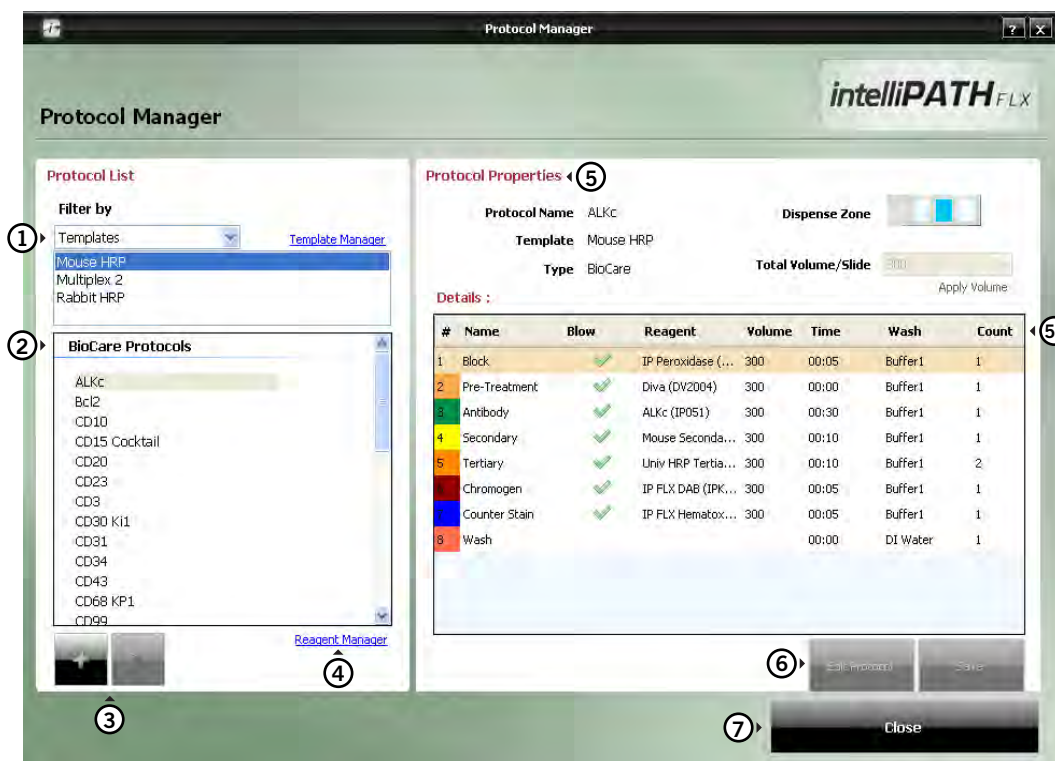 Protocol Manager
? X
intelliPATH FLX
Protocol Manager
Protocol List
Filter by
① Templates Template Manager
Mouse HRP
Multiplex 2
Rabbit HRP
② BioCare Protocols
ALKc
Bcl2
CD10
CD15 Cocktail
CD20
CD23
CD3
CD30 Ki1
CD31
CD34
CD43
CD68 KP1
CD99
+
Reagent Manager
③
④
Protocol Properties ⑤
Protocol Name ALKc Dispense Zone
Template Mouse HRP
Type BioCare Total Volume/Slide 300
Apply Volume
Details :
# Name Blow Reagent Volume Time Wash Count ⑤
1 Block IP Peroxidase (... 300 00:05 Buffer1 1
2 Pre-Treatment Diva (DV2004) 300 00:00 Buffer1 1
3 Antibody ALKc (IP051) 300 00:30 Buffer1 1
4 Secondary Mouse Seconda... 300 00:10 Buffer1 1
5 Tertiary Univ HRP Tertia... 300 00:10 Buffer1 2
6 Chromogen IP FLX DAB (IPK... 300 00:05 Buffer1 1
7 Counter Stain IP FLX Hematox... 300 00:05 Buffer1 1
8 Wash 00:00 DI Water 1
⑥ Edit Protocol Save
⑦ Close